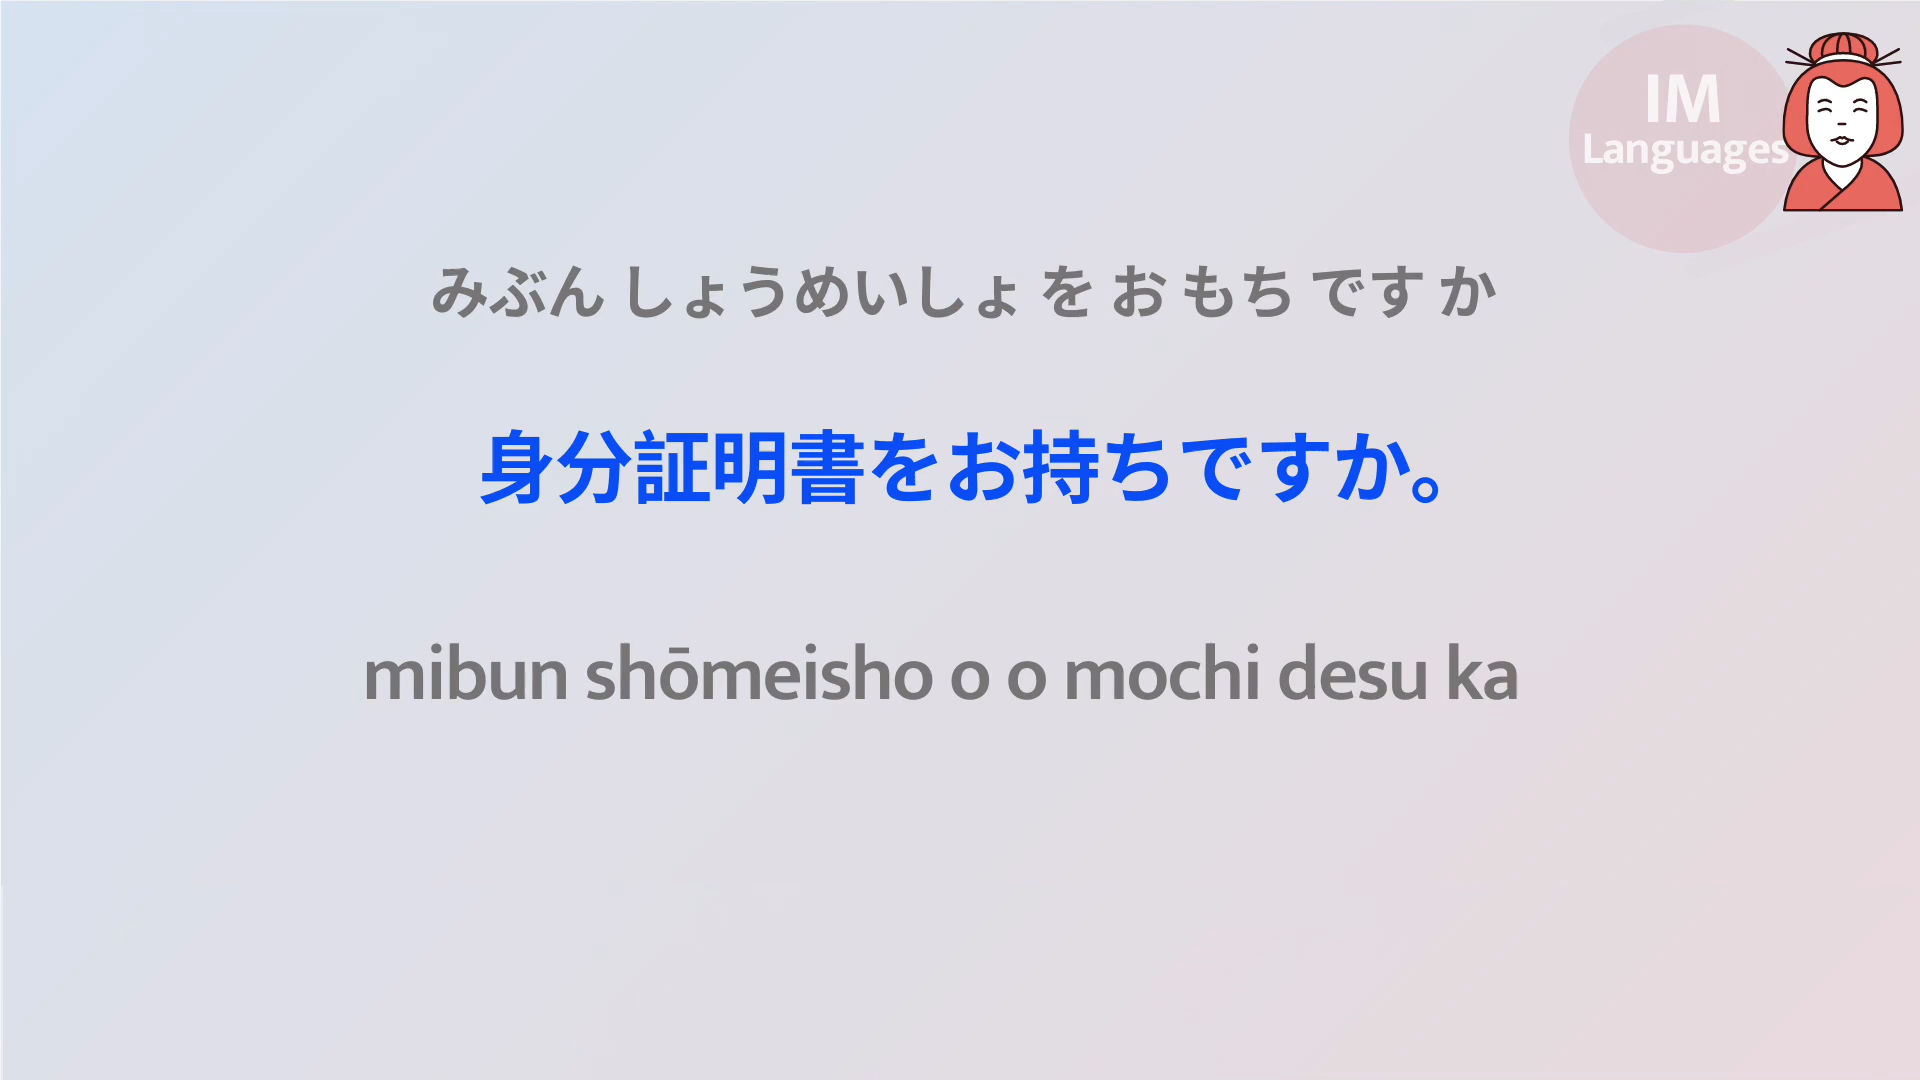 IM
Languages
みぶん しょうめいしょ を お もち です か
身分証明書をお持ちですか。
mibun shōmeisho o o mochi desu ka